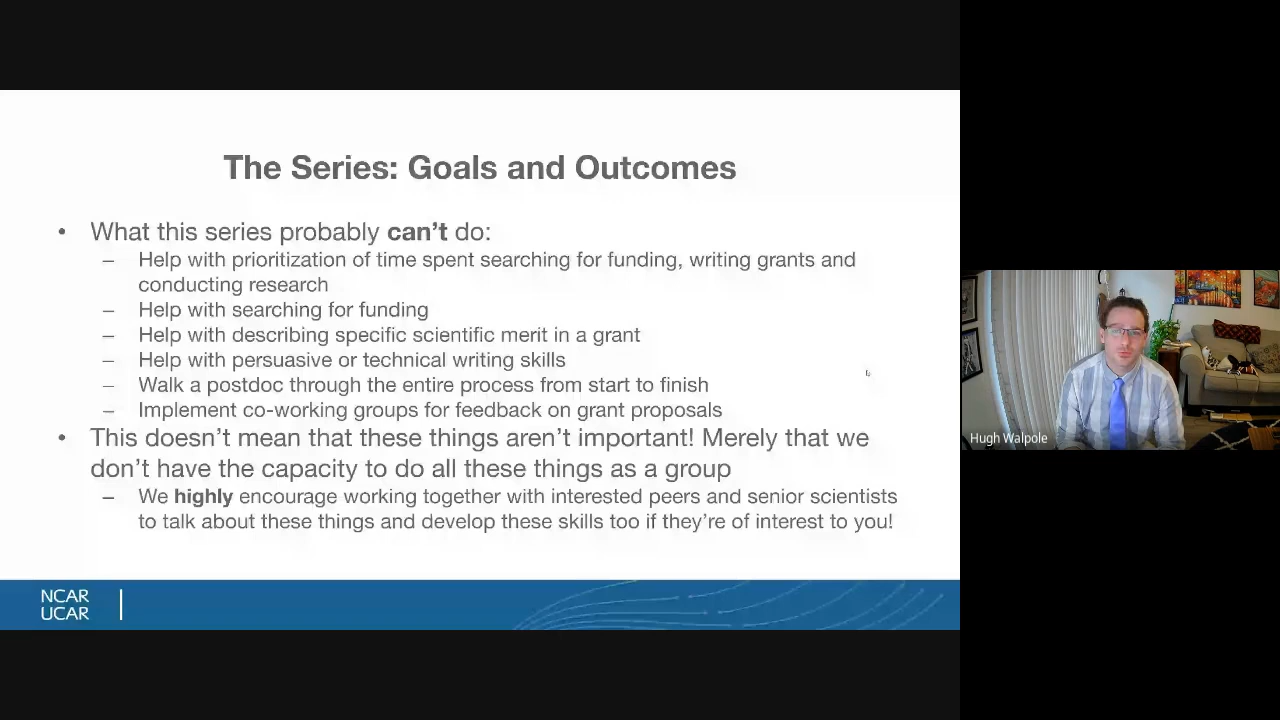 The Series: Goals and Outcomes
• What this series probably can't do:
– Help with prioritization of time spent searching for funding, writing grants and
conducting research
– Help with searching for funding
– Help with describing specific scientific merit in a grant
– Help with persuasive or technical writing skills
– Walk a postdoc through the entire process from start to finish
– Implement co-working groups for feedback on grant proposals
• This doesn't mean that these things aren't important! Merely that we
don't have the capacity to do all these things as a group
– We highly encourage working together with interested peers and senior scientists
to talk about these things and develop these skills too if they're of interest to you!
NCAR
UCAR
Hugh Walpole